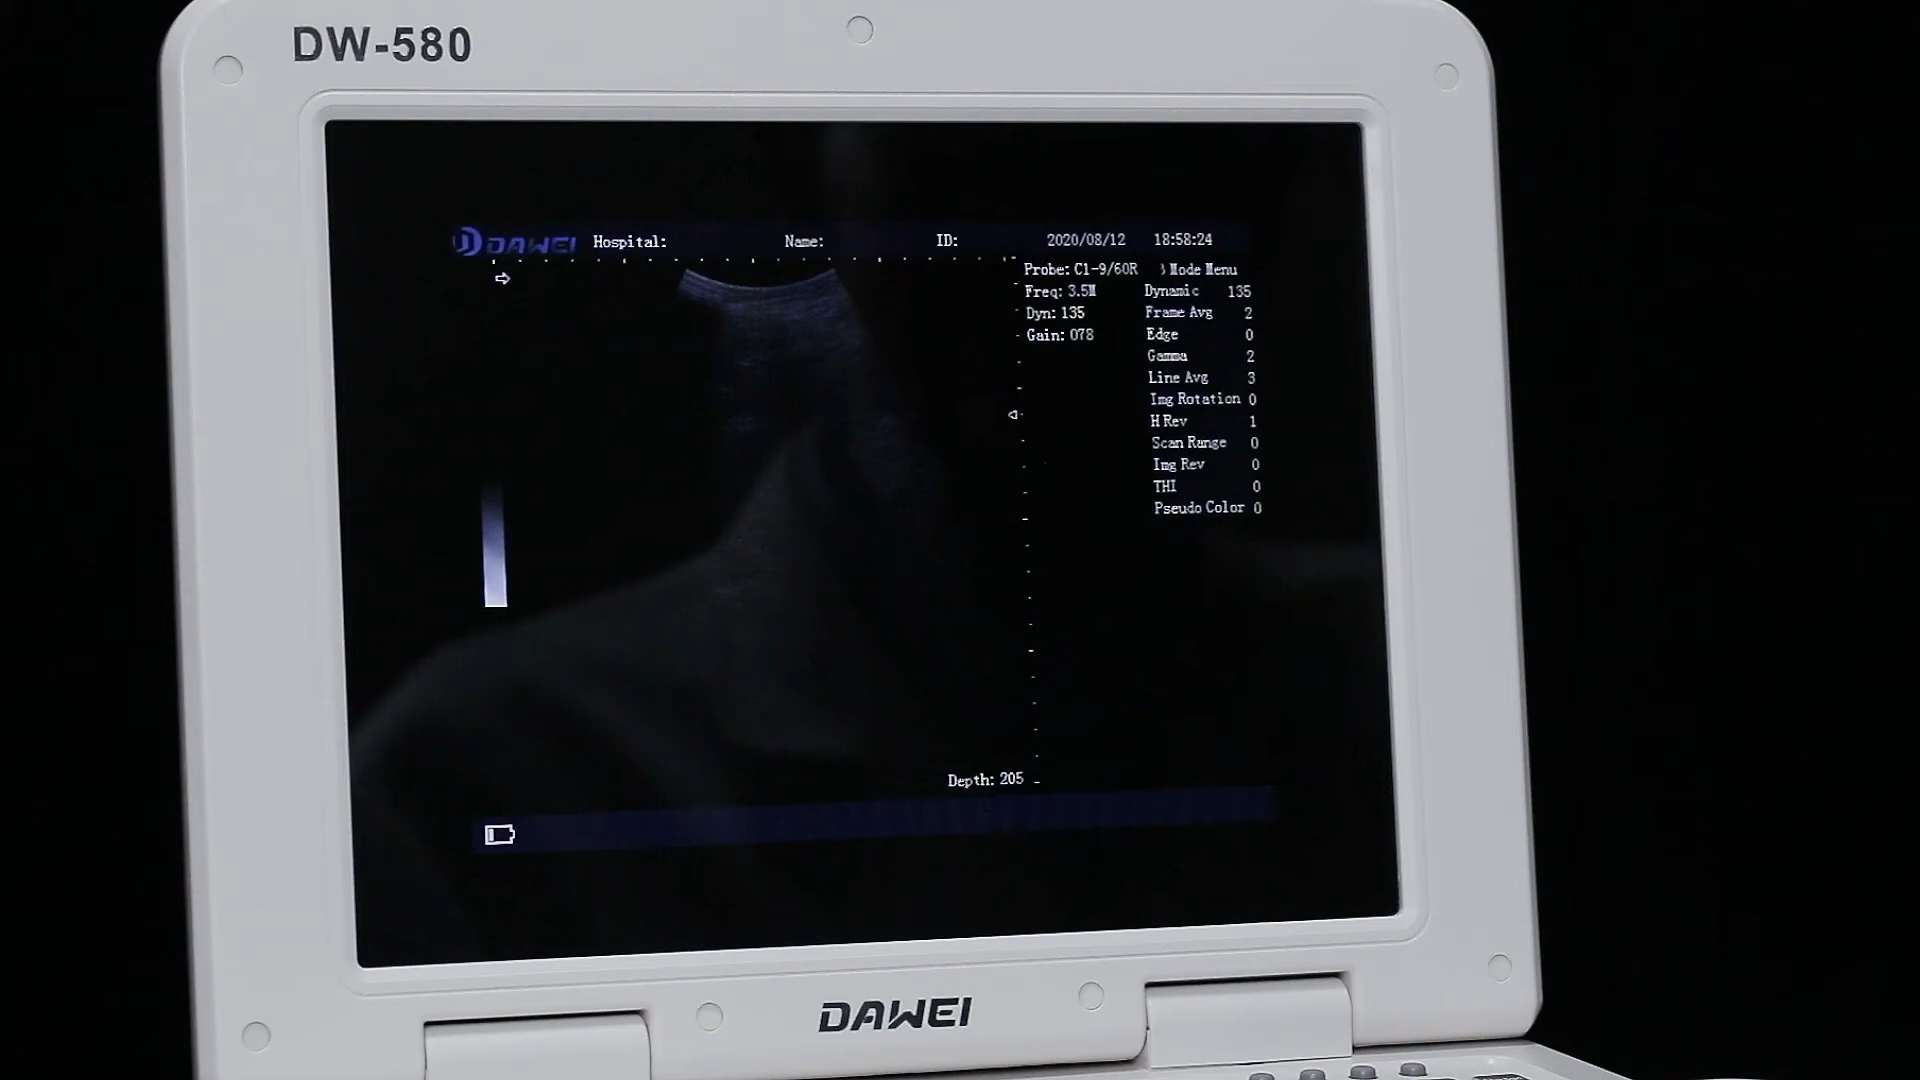 DW-580
DAWEI Hospital: Name: ID: 2020/08/12 18:58:24
Probe: C1-9/60R Mode Menu
Freq: 3.5M Dynamic 135
Dyn: 135 Frame Avg 2
Gain: 078 Edge 0
Gamma 2
Line Avg 3
Img Rotation 0
H Rev 1
Scan Range 0
Img Rev 0
THI 0
Pseudo Color 0
Depth: 205
DAWEI